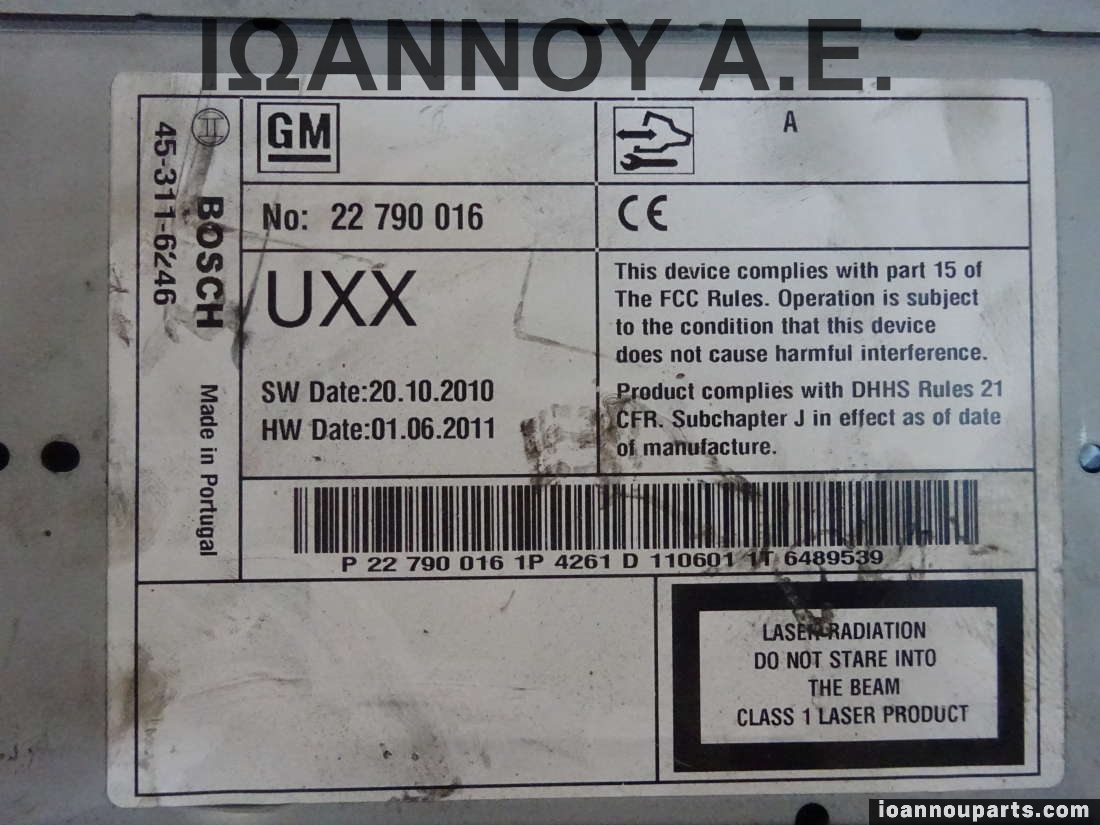 ΙΩΑΝΝΟΥ Α.Ε.
45-311-6246
BOSCH
Made in Portugal
GM
A
No: 22 790 016
CE
UXX
SW Date:20.10.2010
HW Date:01.06.2011
This device complies with part 15 of
The FCC Rules. Operation is subject
to the condition that this device
does not cause harmful interference.
Product complies with DHHS Rules 21
CFR. Subchapter J in effect as of date
of manufacture.
P 22 790 016 1P 4261 D 110601 1T 6489539
LASER RADIATION
DO NOT STARE INTO
THE BEAM
CLASS 1 LASER PRODUCT
ioannouparts.com